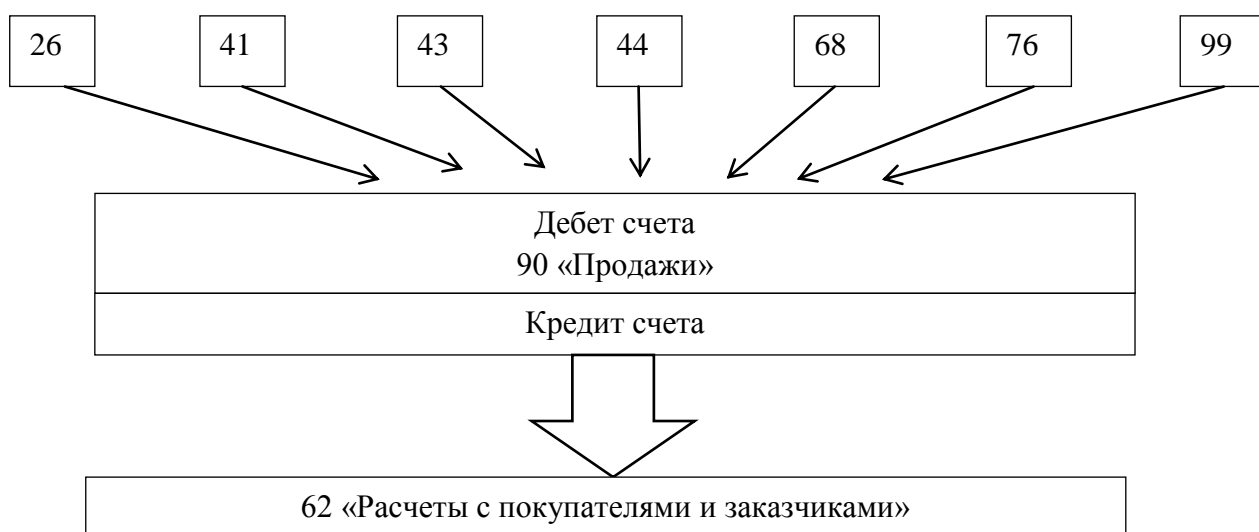 26 41 43 44 68 76 99
Дебет счета
90 «Продажи»
Кредит счета
62 «Расчеты с покупателями и заказчиками»